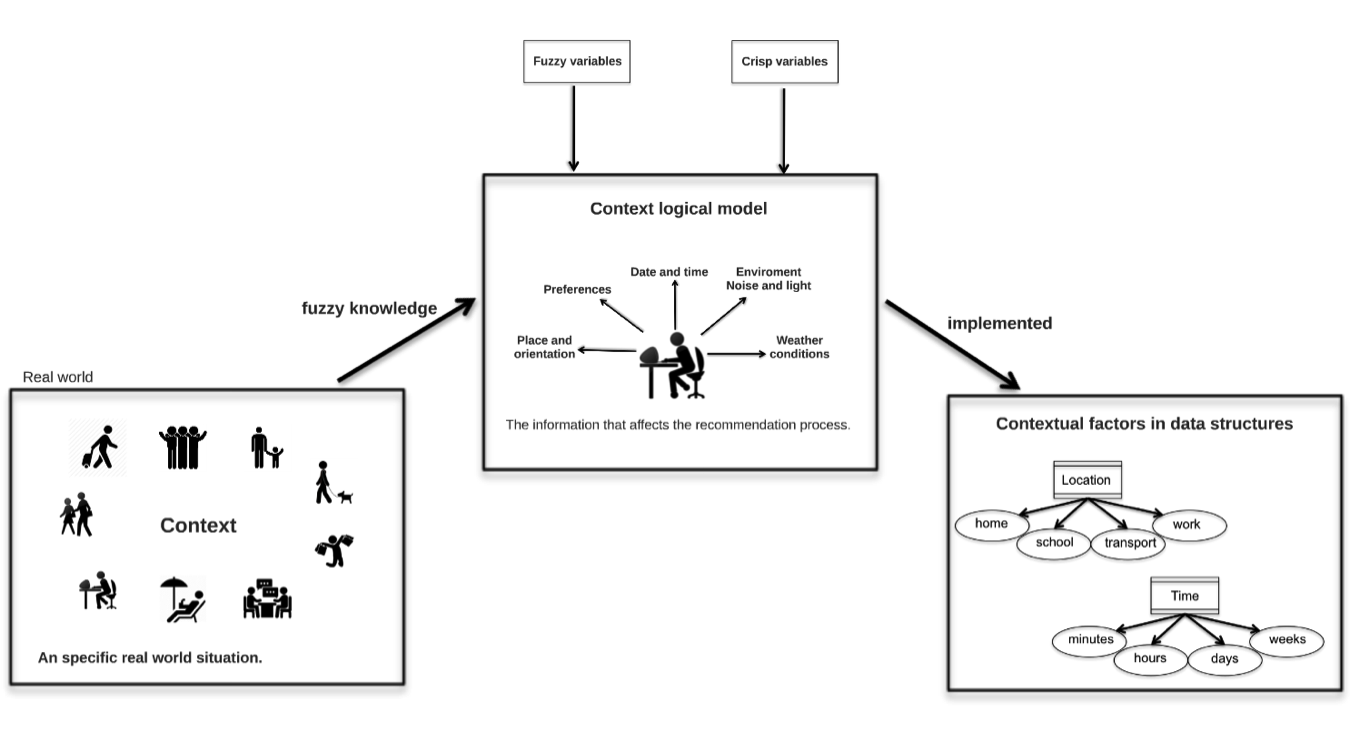 Fuzzy variables
Crisp variables
Context logical model
Date and time
Enviroment
Noise and light
Preferences
Place and
orientation
Weather
conditions
The information that affects the recommendation process.
fuzzy knowledge
implemented
Real world
Context
An specific real world situation.
Contextual factors in data structures
Location
home
school
transport
work
Time
minutes
hours
days
weeks